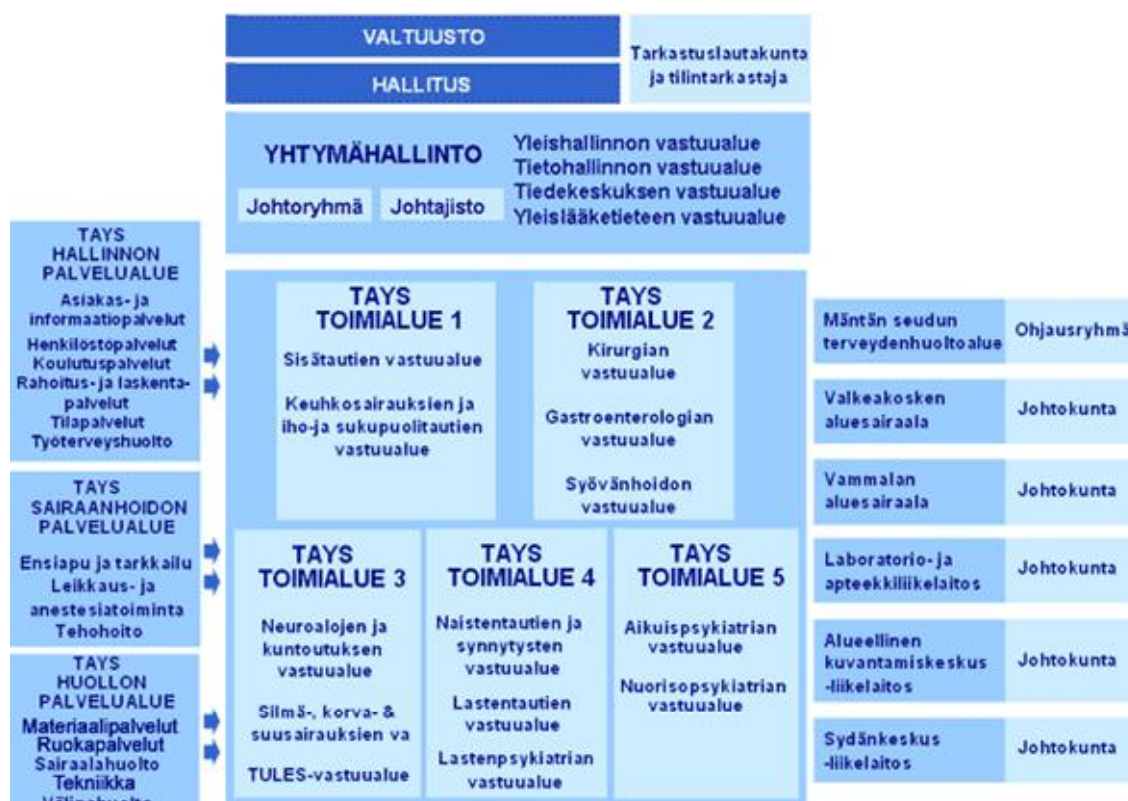 VALTUUSTO
HALLITUS
Tarkastuslautakunta
ja tilintarkastaja
YHTYMÄHALLINTO
Johtoryhmä
Johtajisto
Yleishallinnon vastuualue
Tietohallinnon vastuualue
Tiedekeskuksen vastuualue
Yleislääketieteen vastuualue
TAYS
HALLINNON
PALVELUALUE
Asiakas- ja
informaatiopalvelut
Henkilöstöpalvelut
Koulutuspalvelut
Rahoitus- ja laskenta-
palvelut
Tilapalvelut
Työterveyshuolto
TAYS
SAIRAANHOIDON
PALVELUALUE
Ensiapu ja tarkkailu
Leikkaus- ja
anestesiatoiminta
Tehohoito
TAYS
HUOLLON
PALVELUALUE
Materiaalipalvelut
Ruokapalvelut
Sairaalahuolto
Tekniikka
TAYS
TOIMIALUE 1
Sisätautien vastuualue
Keuhkosairauksien ja
iho-ja sukupuolitautien
vastuualue
TAYS
TOIMIALUE 2
Kirurgian
vastuualue
Gastroenterologian
vastuualue
Syövänhoidon
vastuualue
TAYS
TOIMIALUE 3
Neuroalojen ja
kuntoutuksen
vastuualue
Silmä-, korva- &
suusairauksien va
TULES-vastuualue
TAYS
TOIMIALUE 4
Naistentautien ja
synnytysten
vastuualue
Lastentautien
vastuualue
Lastenpsykiatrian
vastuualue
TAYS
TOIMIALUE 5
Aikuispsykiatrian
vastuualue
Nuorisopsykiatrian
vastuualue
Mäntän seudun
terveydenhuoltoalue
Ohjausryhmä
Valkeakosken
aluesairaala
Johtokunta
Vammalan
aluesairaala
Johtokunta
Laboratorio- ja
apteekkiliikelaitos
Johtokunta
Alueellinen
kuvantamiskeskus
-liikelaitos
Johtokunta
Sydänkeskus
-liikelaitos
Johtokunta